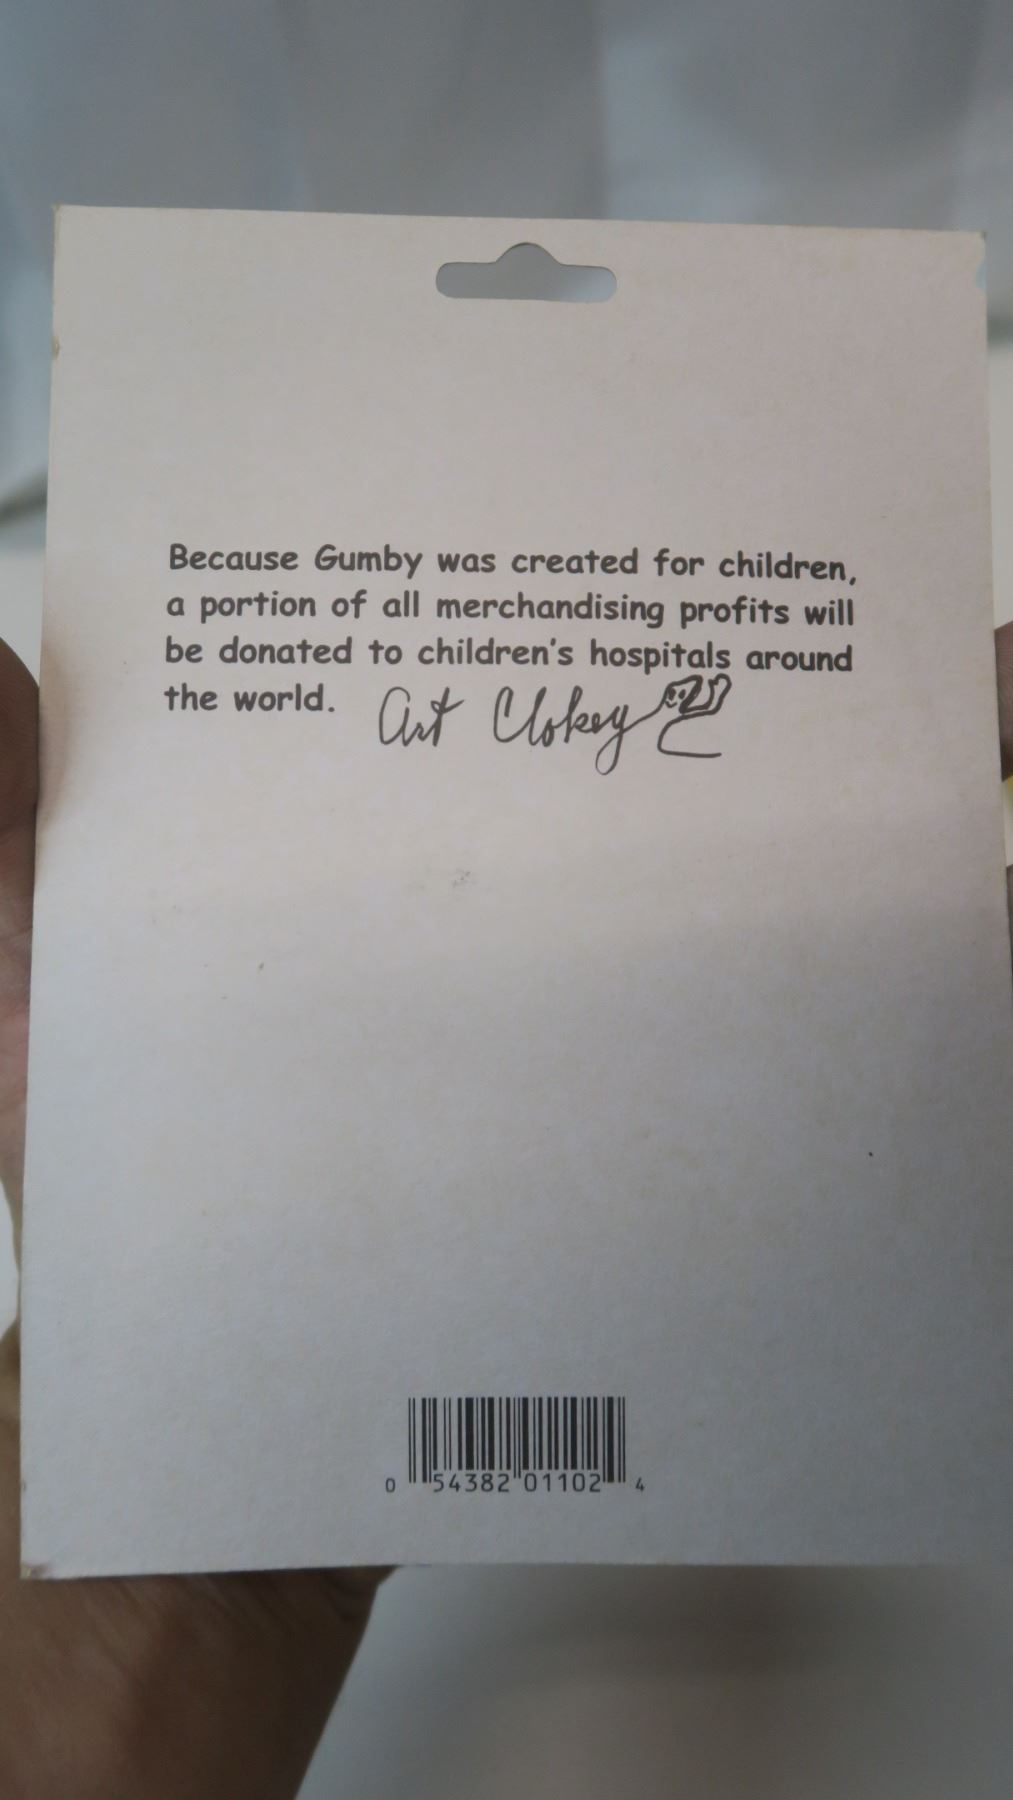 Because Gumby was created for children,
a portion of all merchandising profits will
be donated to children's hospitals around
the world. Art Clokey
0 54382 01102 4